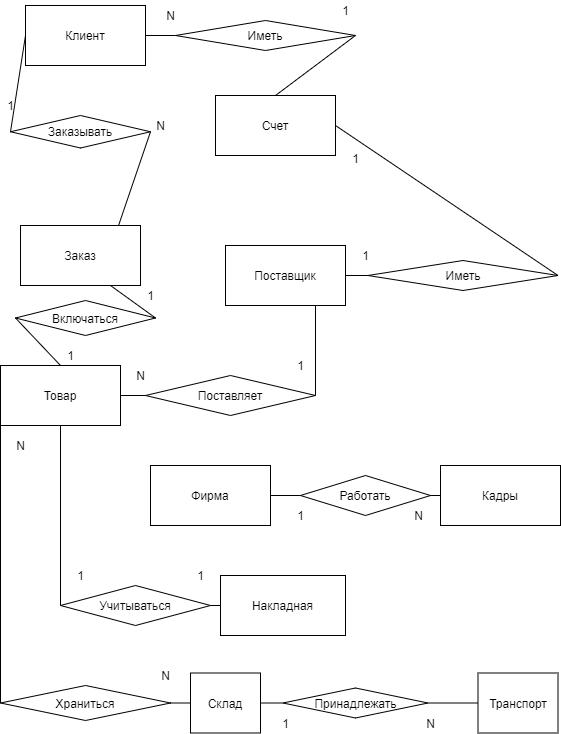 1
N
Клиент
Иметь
1
Заказывать
N
Счет
1
Заказ
Поставщик
1
Иметь
1
Включаться
1
N
1
Товар
Поставляет
N
Фирма
Работать
Кадры
1
N
1
1
Учитываться
Накладная
N
Храниться
Склад
Принадлежать
Транспорт
1
N